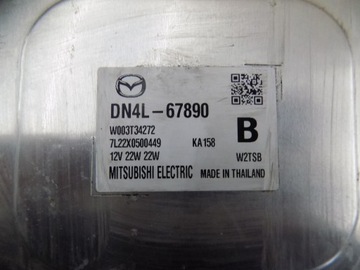 DN4L-67890
W003T34272
7L22X0500449 KA158 B
12V 22W 22W W2TSB
MITSUBISHI ELECTRIC MADE IN THAILAND